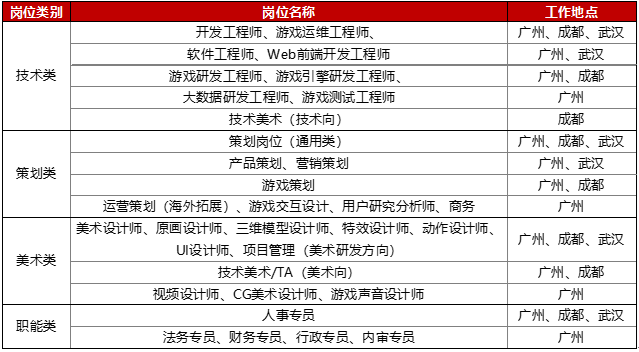 岗位类别 岗位名称 工作地点
技术类
开发工程师、游戏运维工程师、 广州、成都、武汉
软件工程师、Web前端开发工程师 广州、武汉
游戏研发工程师、游戏引擎研发工程师、 广州、成都
大数据研发工程师、游戏测试工程师 广州
技术美术（技术向） 成都
策划类
策划岗位（通用类） 广州、成都、武汉
产品策划、营销策划 广州、武汉
游戏策划 广州、成都
运营策划（海外拓展）、游戏交互设计、用户研究分析师、商务 广州
美术类
美术设计师、原画设计师、三维模型设计师、特效设计师、动作设计师、
UI设计师、项目管理（美术研发方向） 广州、成都、武汉
技术美术/TA（美术向） 广州、成都
视频设计师、CG美术设计师、游戏声音设计师 广州
职能类
人事专员 广州、成都、武汉
法务专员、财务专员、行政专员、内审专员 广州